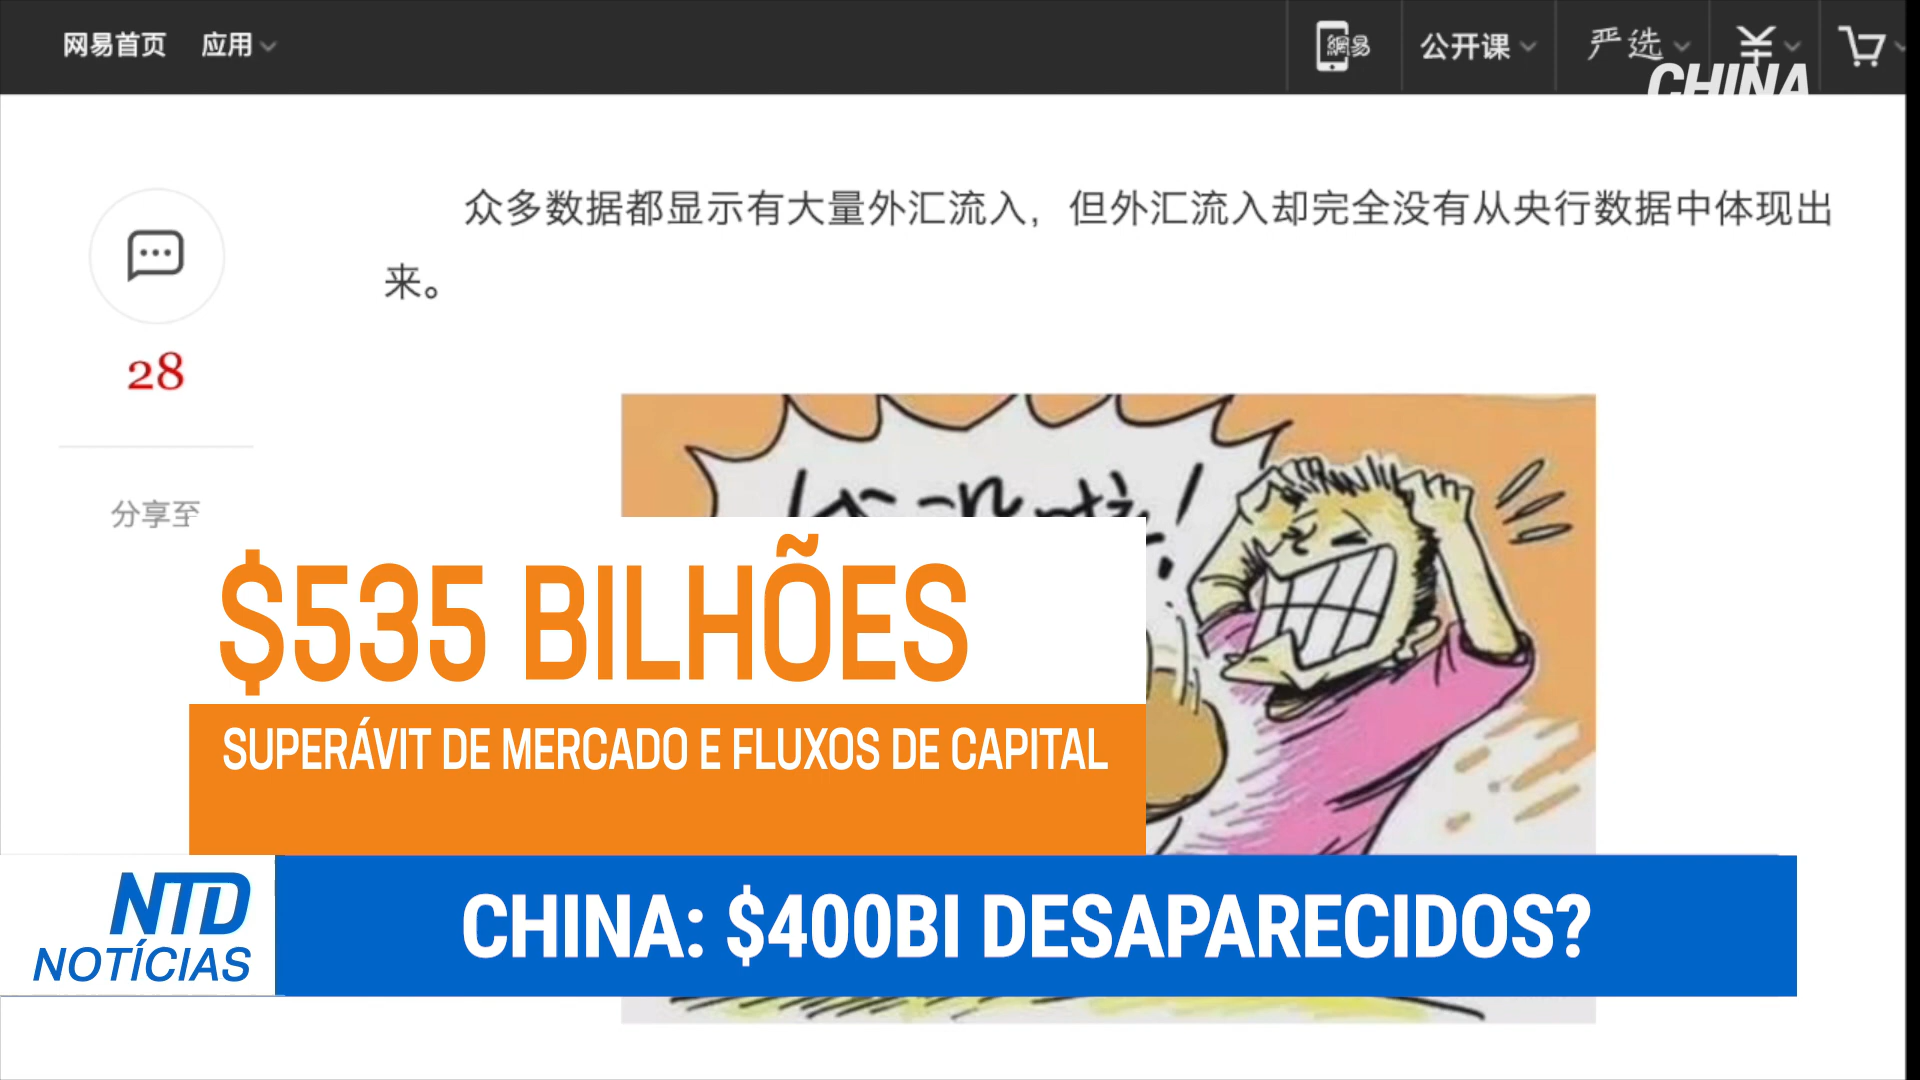 网易首页 应用 網易 公开课 严选
CHINA
众多数据都显示有大量外汇流入，但外汇流入却完全没有从央行数据中体现出
来。
28
分享至
$535 BILHÕES
SUPERÁVIT DE MERCADO E FLUXOS DE CAPITAL
NTD
NOTÍCIAS
CHINA: $400BI DESAPARECIDOS?